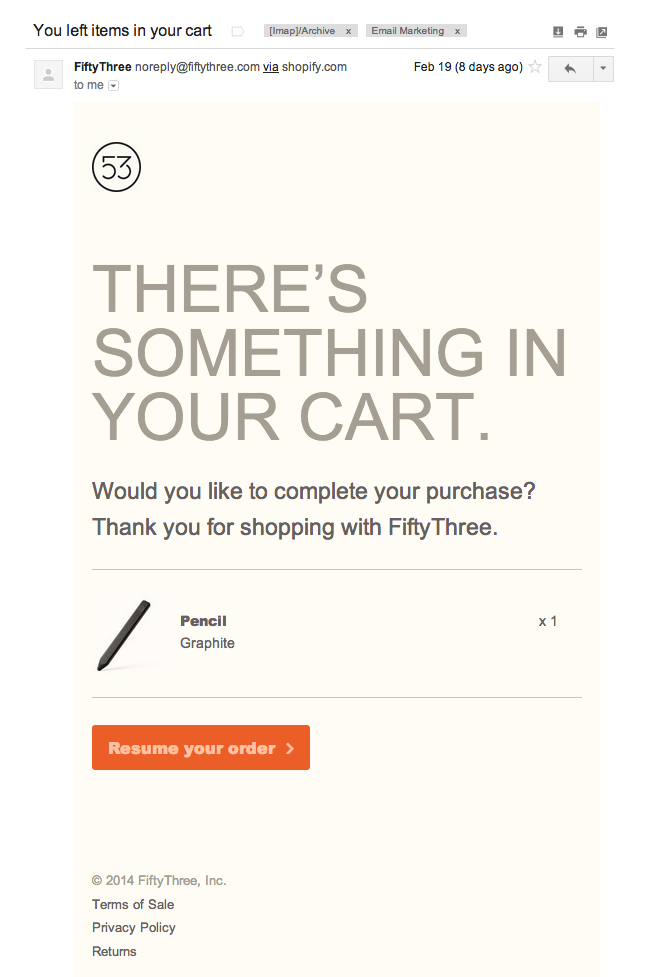 You left items in your cart [Imap]/Archive x Email Marketing x
FiftyThree noreply@fiftythree.com via shopify.com Feb 19 (8 days ago)
to me
53
THERE’S
SOMETHING IN
YOUR CART.
Would you like to complete your purchase?
Thank you for shopping with FiftyThree.
Pencil x 1
Graphite
Resume your order
© 2014 FiftyThree, Inc.
Terms of Sale
Privacy Policy
Returns